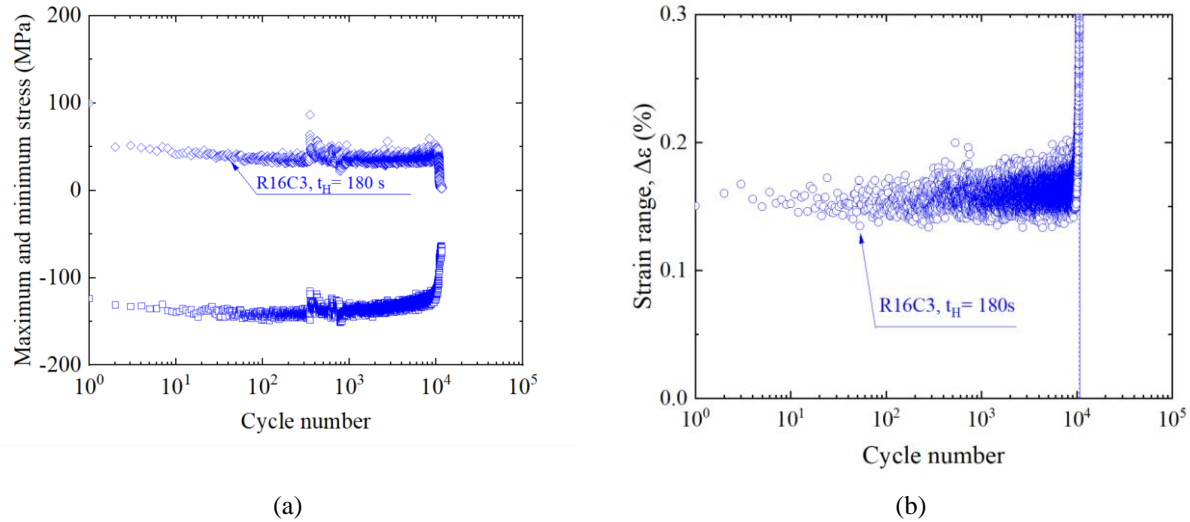 200
100
0
-100
-200
Maximum and minimum stress (MPa)
R16C3, t_H= 180 s
10^0 10^1 10^2 10^3 10^4 10^5
Cycle number
(a)
0.3
0.2
0.1
0.0
Strain range, Δε (%)
R16C3, t_H= 180s
10^0 10^1 10^2 10^3 10^4 10^5
Cycle number
(b)